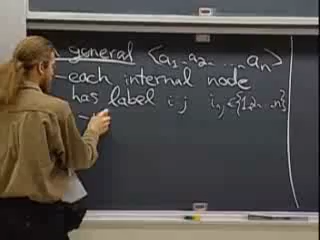 general <a₁, a₂, ..., aₙ>
– each internal node
has label i:j i,j∈{1,2,...,n}
–